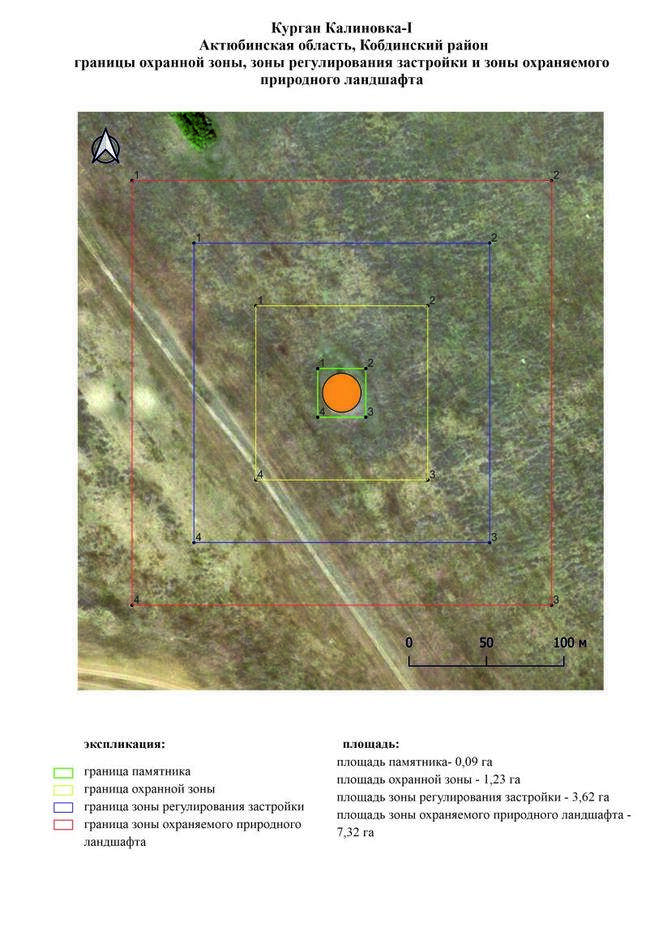 Курган Калиновка-I
Актюбинская область, Кобдинский район
границы охранной зоны, зоны регулирования застройки и зоны охраняемого
природного ландшафта
1 2
1 2
1 2
1 2
4 3
4 3
4 3
4 3
0 50 100 м
экспликация:
граница памятника
граница охранной зоны
граница зоны регулирования застройки
граница зоны охраняемого природного
ландшафта
площадь:
площадь памятника- 0,09 га
площадь охранной зоны - 1,23 га
площадь зоны регулирования застройки - 3,62 га
площадь зоны охраняемого природного ландшафта -
7,32 га